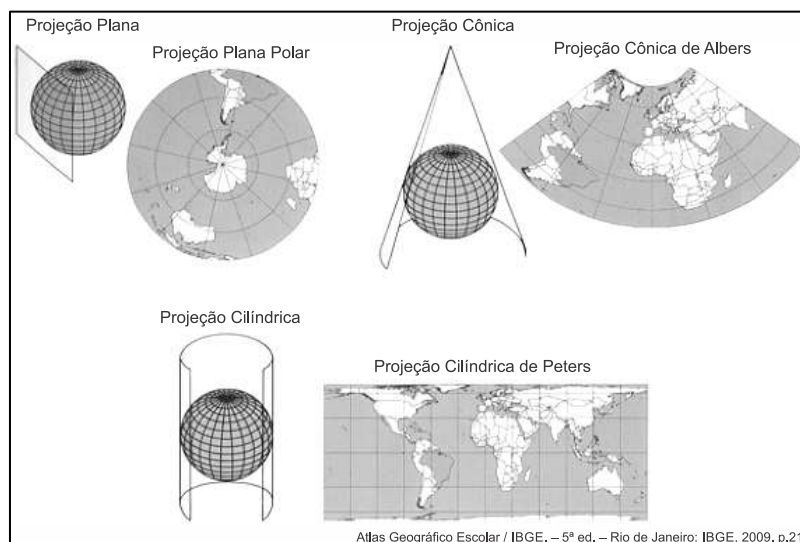 Projeção Plana
Projeção Plana Polar
Projeção Cônica
Projeção Cônica de Albers
Projeção Cilíndrica
Projeção Cilíndrica de Peters
Atlas Geográfico Escolar / IBGE. – 5ª ed. – Rio de Janeiro: IBGE, 2009. p.21